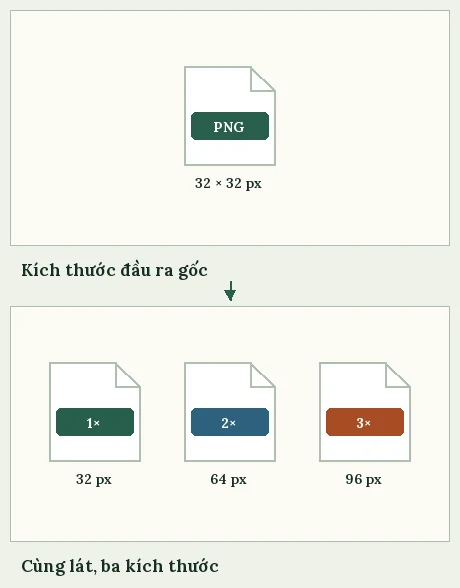 PNG
32 × 32 px
Kích thước đầu ra gốc
1× 2× 3×
32 px 64 px 96 px
Cùng lát, ba kích thước